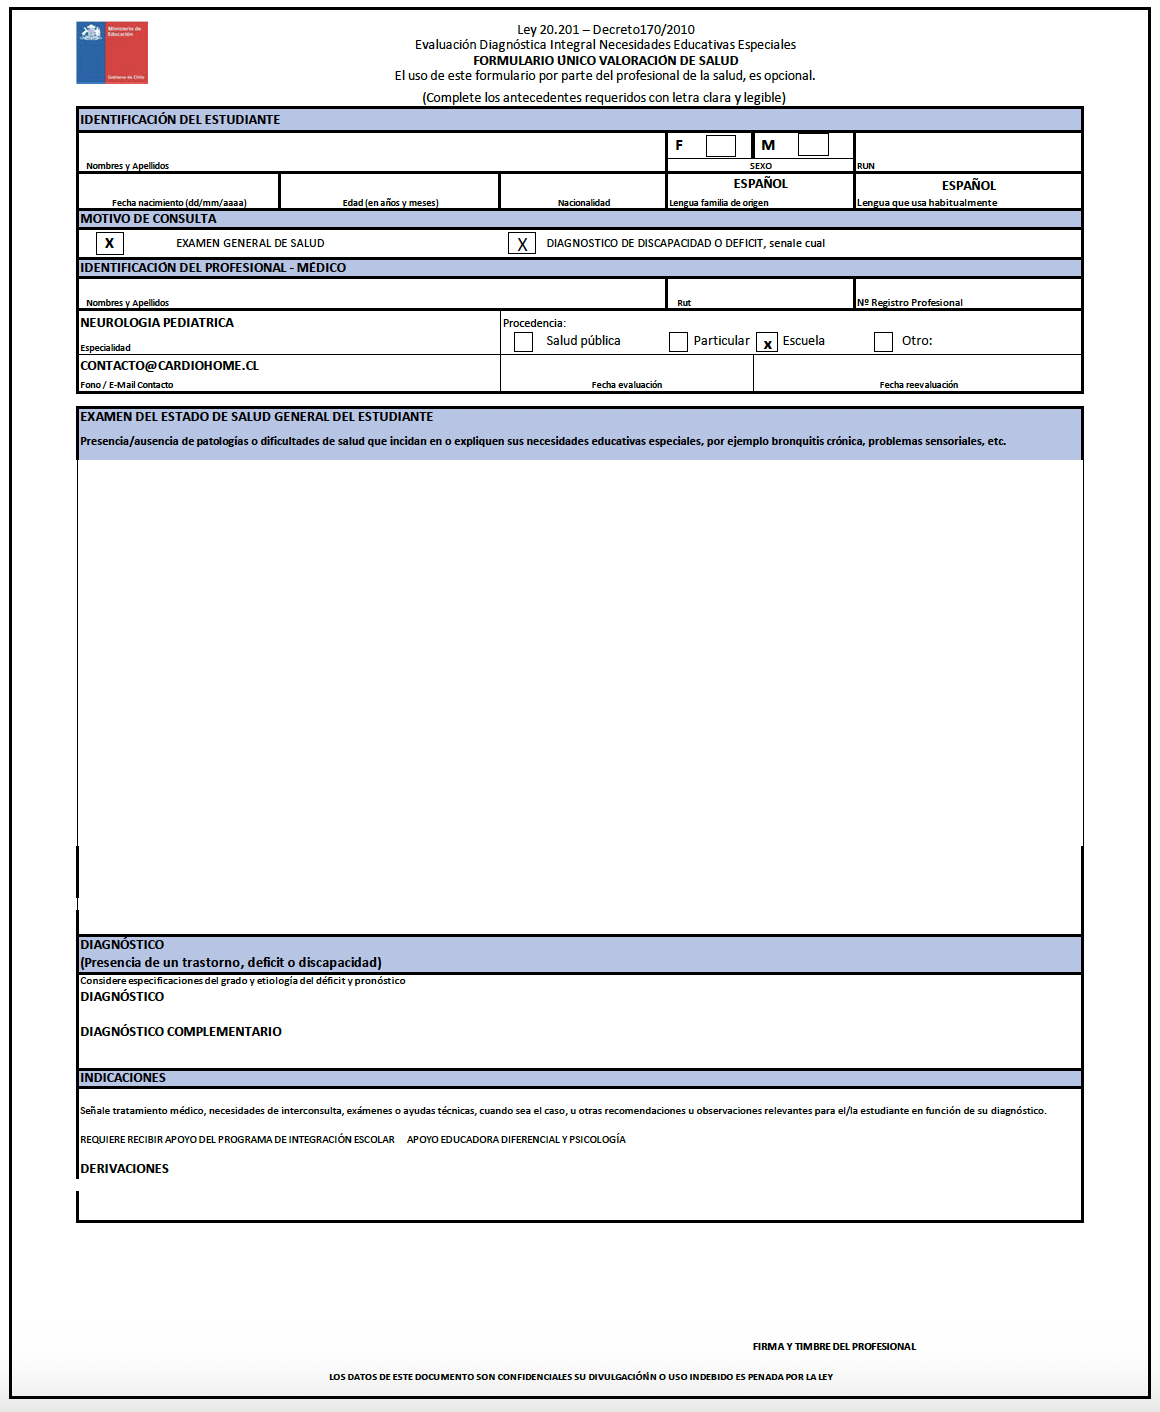 Ministerio de
Educación
Gobierno de Chile
Ley 20.201 – Decreto170/2010
Evaluación Diagnóstica Integral Necesidades Educativas Especiales
FORMULARIO ÚNICO VALORACIÓN DE SALUD
El uso de este formulario por parte del profesional de la salud, es opcional.
(Complete los antecedentes requeridos con letra clara y legible)
IDENTIFICACIÓN DEL ESTUDIANTE
F M
Nombres y Apellidos SEXO RUN
ESPAÑOL ESPAÑOL
Fecha nacimiento (dd/mm/aaaa) Edad (en años y meses) Nacionalidad Lengua familia de origen Lengua que usa habitualmente
MOTIVO DE CONSULTA
X EXAMEN GENERAL DE SALUD X DIAGNOSTICO DE DISCAPACIDAD O DEFICIT, senale cual
IDENTIFICACIÓN DEL PROFESIONAL - MÉDICO
Nombres y Apellidos Rut Nº Registro Profesional
NEUROLOGIA PEDIATRICA Procedencia:
Salud pública Particular x Escuela Otro:
Especialidad
CONTACTO@CARDIOHOME.CL
Fono / E-Mail Contacto Fecha evaluación Fecha reevaluación
EXAMEN DEL ESTADO DE SALUD GENERAL DEL ESTUDIANTE
Presencia/ausencia de patologías o dificultades de salud que incidan en o expliquen sus necesidades educativas especiales, por ejemplo bronquitis crónica, problemas sensoriales, etc.
DIAGNÓSTICO
(Presencia de un trastorno, deficit o discapacidad)
Considere especificaciones del grado y etiología del déficit y pronóstico
DIAGNÓSTICO
DIAGNÓSTICO COMPLEMENTARIO
INDICACIONES
Señale tratamiento médico, necesidades de interconsulta, exámenes o ayudas técnicas, cuando sea el caso, u otras recomendaciones u observaciones relevantes para el/la estudiante en función de su diagnóstico.
REQUIERE RECIBIR APOYO DEL PROGRAMA DE INTEGRACIÓN ESCOLAR APOYO EDUCADORA DIFERENCIAL Y PSICOLOGÍA
DERIVACIONES
FIRMA Y TIMBRE DEL PROFESIONAL
LOS DATOS DE ESTE DOCUMENTO SON CONFIDENCIALES SU DIVULGACIÓNŃ O USO INDEBIDO ES PENADA POR LA LEY